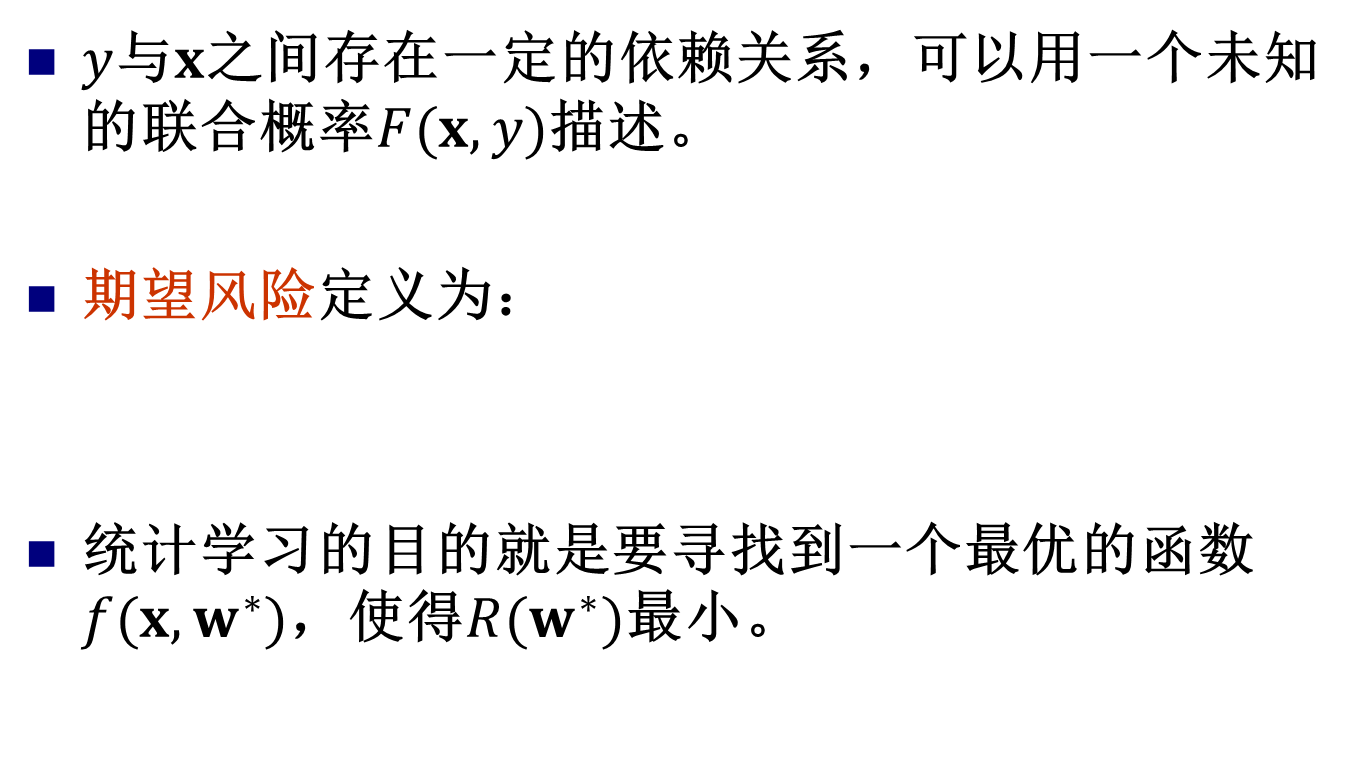 ■ y与x之间存在一定的依赖关系，可以用一个未知
的联合概率F(x, y)描述。
■ 期望风险定义为：
■ 统计学习的目的就是要寻找到一个最优的函数
f(x, w*)，使得R(w*)最小。